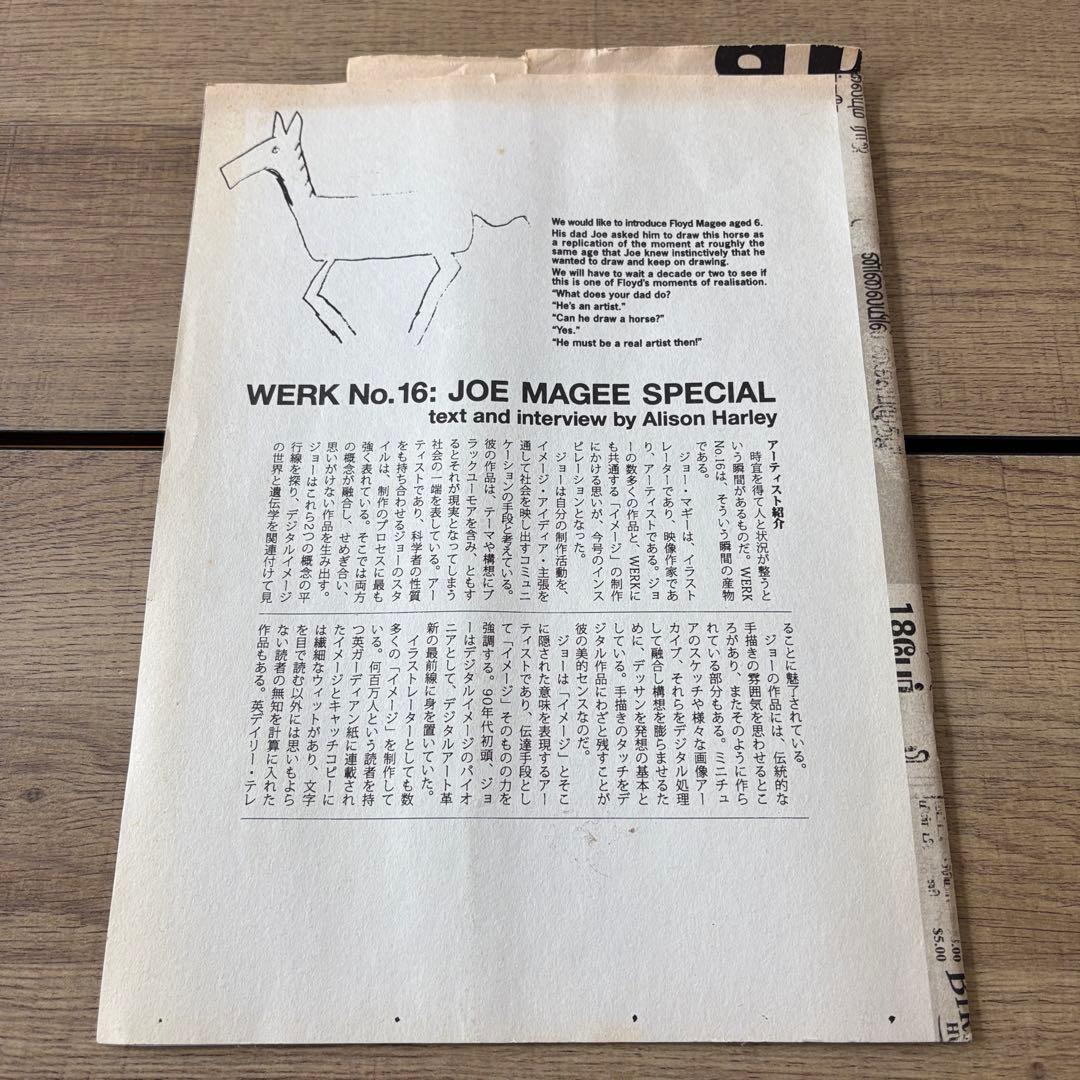 We would like to introduce Floyd Magee aged 6.
His dad Joe asked him to draw this horse as
a replication of the moment at roughly the
same age that Joe knew instinctively that he
wanted to draw and keep on drawing.
We will have to wait a decade or two to see if
this is one of Floyd's moments of realisation.
“What does your dad do?
“He's an artist.”
“Can he draw a horse?”
“Yes.”
“He must be a real artist then!”
WERK No.16: JOE MAGEE SPECIAL
text and interview by Alison Harley
アーティスト紹介
時宜を得て人と状況が整うと
いう瞬間があるものだ。WERK
No.16は、そういう瞬間の産物
である。
ジョー・マギーは、イラスト
レーターであり、映像作家であ
り、アーティストである。ジョ
ーの数多くの作品と、WERKに
も共通する「イメージ」の制作
にかける思いが、今号のインス
ピレーションとなった。
ジョーは自分の制作活動を、
イメージ・アイディア・主張を
通して社会を映し出すコミュニ
ケーションの手段と考えている。
彼の作品は、テーマや構想にブ
ラックユーモアを含み、ともす
るとそれが現実となってしまう
社会の一端を表している。アー
ティストであり、科学者の性質
をも持ち合わせるジョーのスタ
イルは、制作のプロセスに最も
強く表れている。そこでは両方
の概念が融合し、せめぎ合い、
思いがけない作品を生み出す。
ジョーはこれら2つの概念の平
行線を探り、デジタルイメージ
の世界と遺伝学を関連付けて見
ることに魅了されている。
ジョーの作品には、伝統的な
手描きの雰囲気を思わせるとこ
ろがあり、またそのように作ら
れている部分もある。ミニチュ
アのスケッチや様々な画像アー
カイブ、それらをデジタル処理
して融合し構想を膨らませるた
めに、デッサンを発想の基本と
している。手描きのタッチをデ
ジタル作品にわざと残すことが
彼の美的センスなのだ。
ジョーは「イメージ」とそこ
に隠された意味を表現するアー
ティストであり、伝達手段とし
て「イメージ」そのものの力を
強調する。90年代初頭、ジョ
ーはデジタルイメージのパイオ
ニアとして、デジタルアート革
新の最前線に身を置いていた。
イラストレーターとしても数
多くの「イメージ」を制作して
いる。何百万人という読者を持
つ英ガーディアン紙に連載され
たイメージとキャッチコピーに
は繊細なウィットがあり、文字
を目で読む以外には思いもよら
ない読者の無知を計算に入れた
作品もある。英デイリー・テレ
$5.00